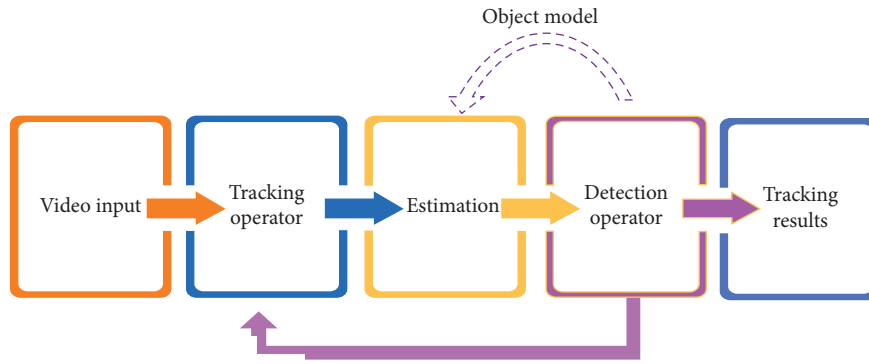 Object model
Video input
Tracking
operator
Estimation
Detection
operator
Tracking
results